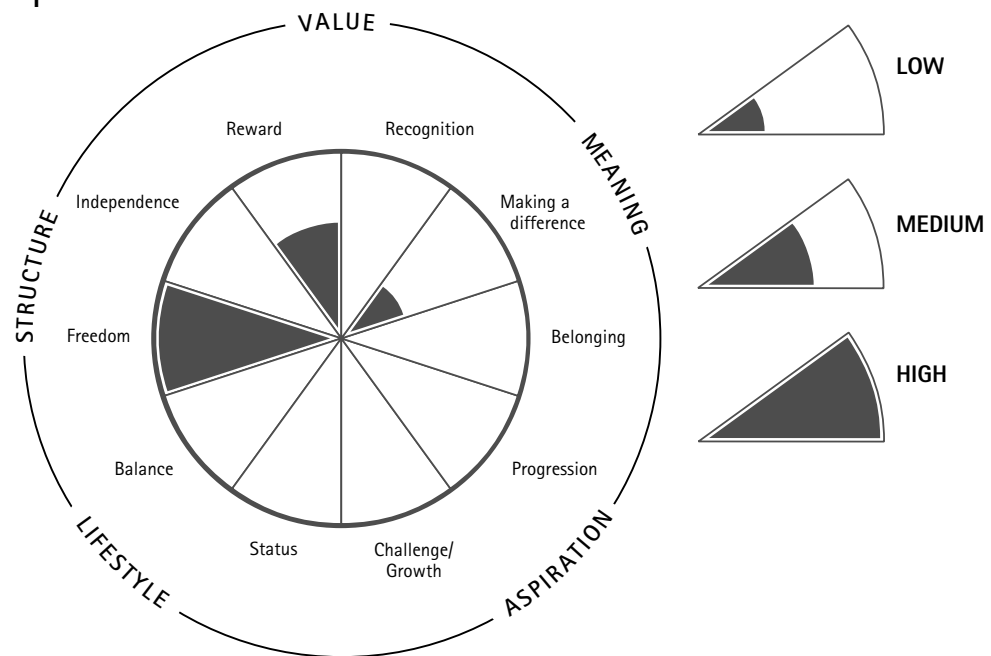 VALUE
MEANING
ASPIRATION
LIFESTYLE
STRUCTURE
Reward
Recognition
Independence
Making a
difference
Freedom
Belonging
Balance
Progression
Status
Challenge/
Growth
LOW
MEDIUM
HIGH